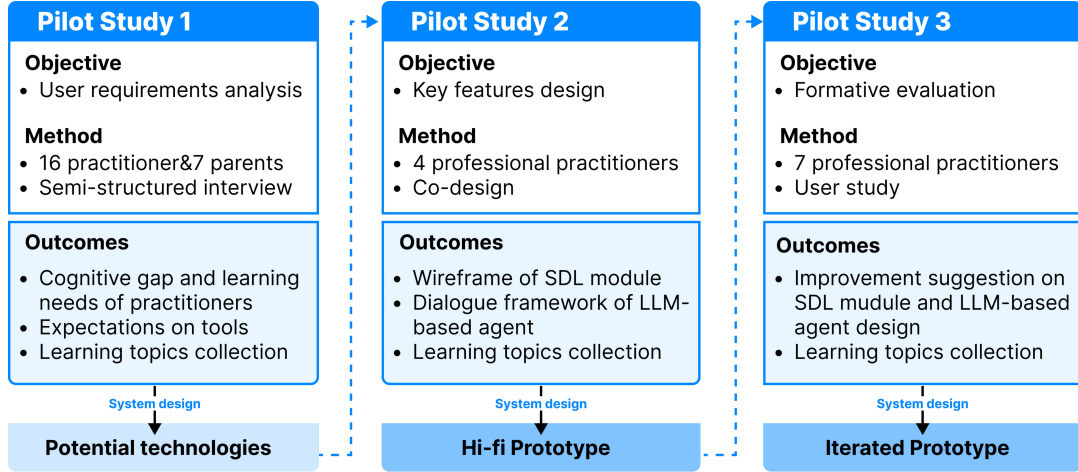 Pilot Study 1
Objective
• User requirements analysis
Method
• 16 practitioner&7 parents
• Semi-structured interview
Outcomes
• Cognitive gap and learning
needs of practitioners
• Expectations on tools
• Learning topics collection
System design
Potential technologies
Pilot Study 2
Objective
• Key features design
Method
• 4 professional practitioners
• Co-design
Outcomes
• Wireframe of SDL module
• Dialogue framework of LLM-
based agent
• Learning topics collection
System design
Hi-fi Prototype
Pilot Study 3
Objective
• Formative evaluation
Method
• 7 professional practitioners
• User study
Outcomes
• Improvement suggestion on
SDL mudule and LLM-based
agent design
• Learning topics collection
System design
Iterated Prototype